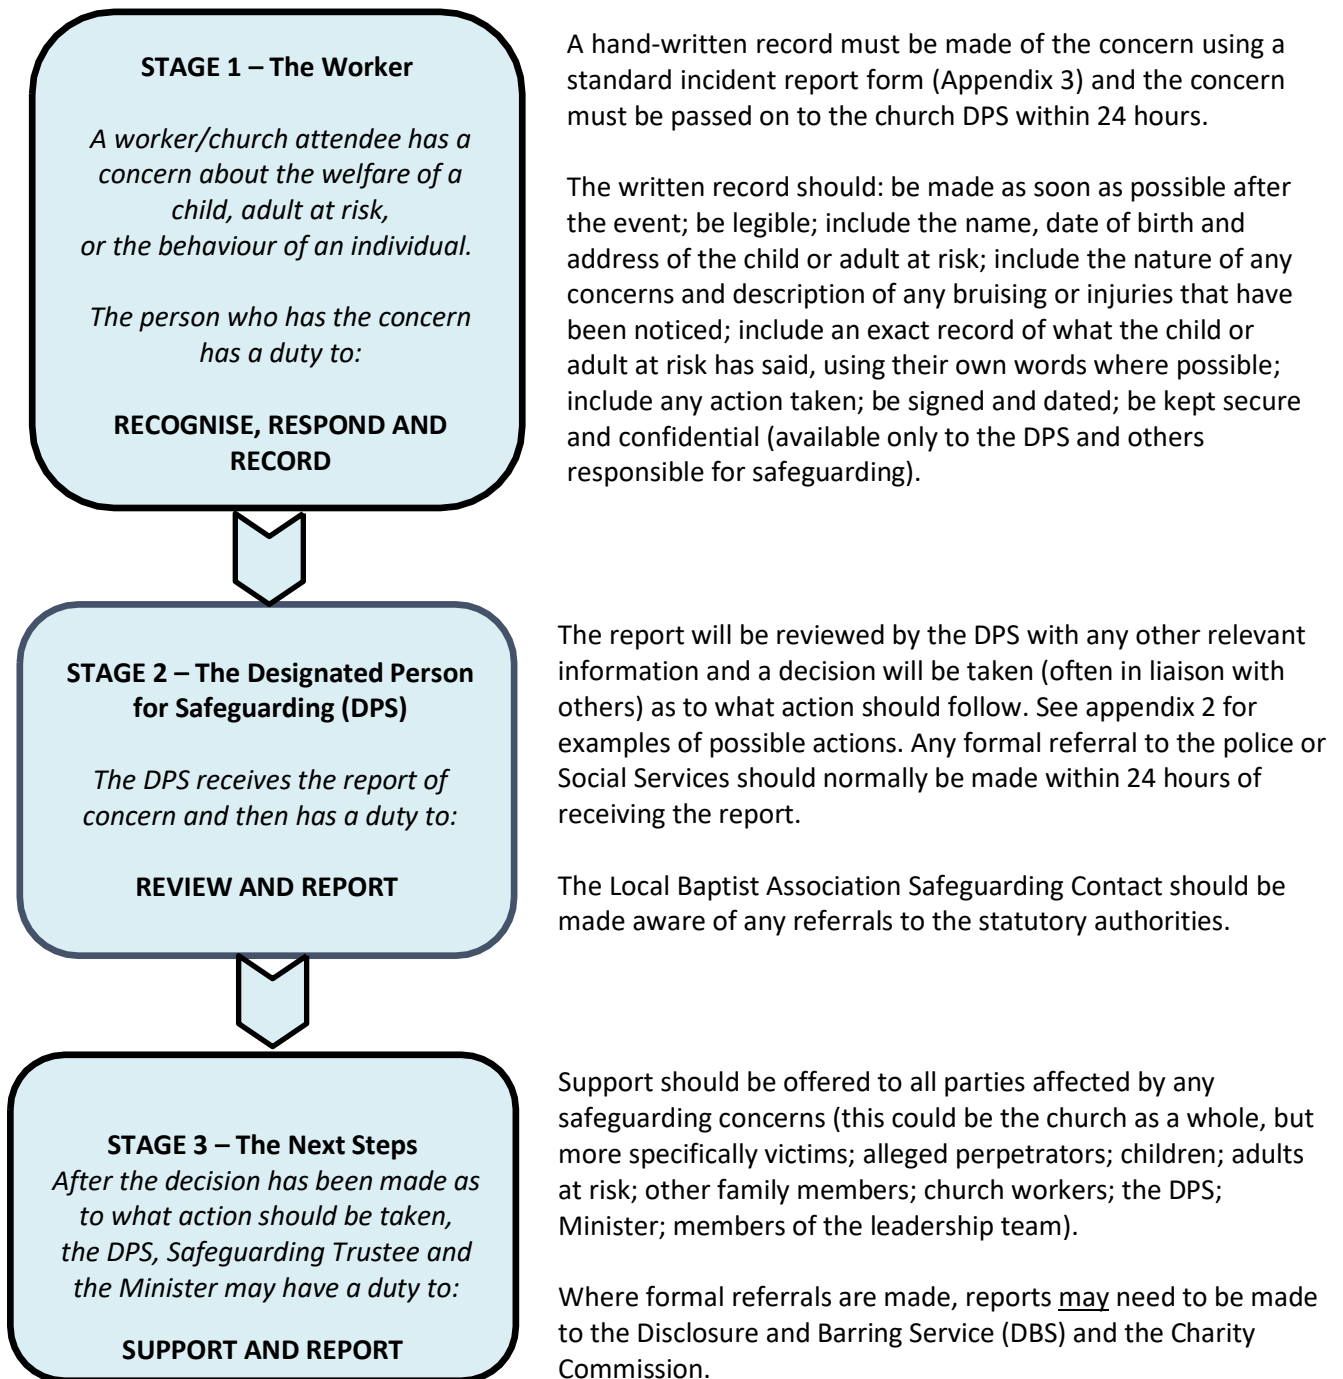 STAGE 1 – The Worker
A worker/church attendee has a
concern about the welfare of a
child, adult at risk,
or the behaviour of an individual.
The person who has the concern
has a duty to:
RECOGNISE, RESPOND AND
RECORD
A hand-written record must be made of the concern using a
standard incident report form (Appendix 3) and the concern
must be passed on to the church DPS within 24 hours.
The written record should: be made as soon as possible after
the event; be legible; include the name, date of birth and
address of the child or adult at risk; include the nature of any
concerns and description of any bruising or injuries that have
been noticed; include an exact record of what the child or
adult at risk has said, using their own words where possible;
include any action taken; be signed and dated; be kept secure
and confidential (available only to the DPS and others
responsible for safeguarding).
STAGE 2 – The Designated Person
for Safeguarding (DPS)
The DPS receives the report of
concern and then has a duty to:
REVIEW AND REPORT
The report will be reviewed by the DPS with any other relevant
information and a decision will be taken (often in liaison with
others) as to what action should follow. See appendix 2 for
examples of possible actions. Any formal referral to the police or
Social Services should normally be made within 24 hours of
receiving the report.
The Local Baptist Association Safeguarding Contact should be
made aware of any referrals to the statutory authorities.
STAGE 3 – The Next Steps
After the decision has been made as
to what action should be taken,
the DPS, Safeguarding Trustee and
the Minister may have a duty to:
SUPPORT AND REPORT
Support should be offered to all parties affected by any
safeguarding concerns (this could be the church as a whole, but
more specifically victims; alleged perpetrators; children; adults
at risk; other family members; church workers; the DPS;
Minister; members of the leadership team).
Where formal referrals are made, reports may need to be made
to the Disclosure and Barring Service (DBS) and the Charity
Commission.